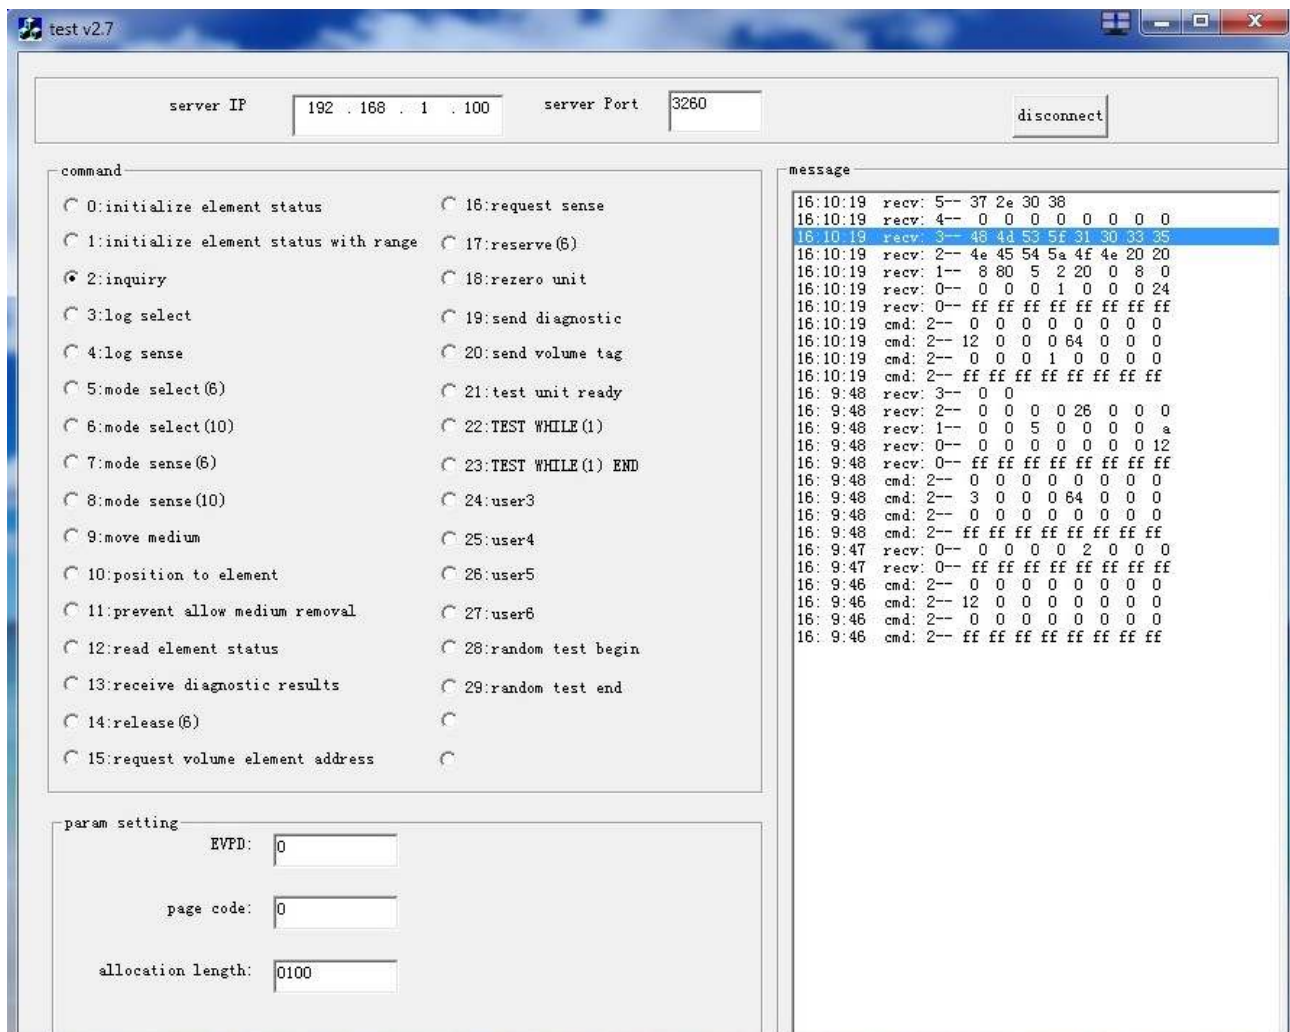 test v2.7
server IP 192 . 168 . 1 . 100 server Port 3260 disconnect
command
0:initialize element status
1:initialize element status with range
2:inquiry
3:log select
4:log sense
5:mode select(6)
6:mode select(10)
7:mode sense(6)
8:mode sense(10)
9:move medium
10:position to element
11:prevent allow medium removal
12:read element status
13:receive diagnostic results
14:release(6)
15:request volume element address
16:request sense
17:reserve(6)
18:rezero unit
19:send diagnostic
20:send volume tag
21:test unit ready
22:TEST WHILE(1)
23:TEST WHILE(1) END
24:user3
25:user4
26:user5
27:user6
28:random test begin
29:random test end
param setting
EVPD: 0
page code: 0
allocation length: 0100
message
16:10:19 recv: 5-- 37 2e 30 38
16:10:19 recv: 4-- 0 0 0 0 0 0 0 0
16:10:19 recv: 3-- 48 4d 53 5f 31 30 33 35
16:10:19 recv: 2-- 4e 45 54 5a 4f 4e 20 20
16:10:19 recv: 1-- 8 80 5 2 20 0 8 0
16:10:19 recv: 0-- 0 0 0 1 0 0 0 24
16:10:19 recv: 0-- ff ff ff ff ff ff ff ff
16:10:19 cmd: 2-- 0 0 0 0 0 0 0 0
16:10:19 cmd: 2-- 12 0 0 0 64 0 0 0
16:10:19 cmd: 2-- 0 0 0 1 0 0 0 0
16:10:19 cmd: 2-- ff ff ff ff ff ff ff ff
16: 9:48 recv: 3-- 0 0
16: 9:48 recv: 2-- 0 0 0 0 26 0 0 0
16: 9:48 recv: 1-- 0 0 5 0 0 0 0 a
16: 9:48 recv: 0-- 0 0 0 0 0 0 0 12
16: 9:48 recv: 0-- ff ff ff ff ff ff ff ff
16: 9:48 cmd: 2-- 0 0 0 0 0 0 0 0
16: 9:48 cmd: 2-- 3 0 0 0 64 0 0 0
16: 9:48 cmd: 2-- 0 0 0 0 0 0 0 0
16: 9:48 cmd: 2-- ff ff ff ff ff ff ff ff
16: 9:47 recv: 0-- 0 0 0 0 2 0 0 0
16: 9:47 recv: 0-- ff ff ff ff ff ff ff ff
16: 9:46 cmd: 2-- 0 0 0 0 0 0 0 0
16: 9:46 cmd: 2-- 12 0 0 0 0 0 0 0
16: 9:46 cmd: 2-- 0 0 0 0 0 0 0 0
16: 9:46 cmd: 2-- ff ff ff ff ff ff ff ff